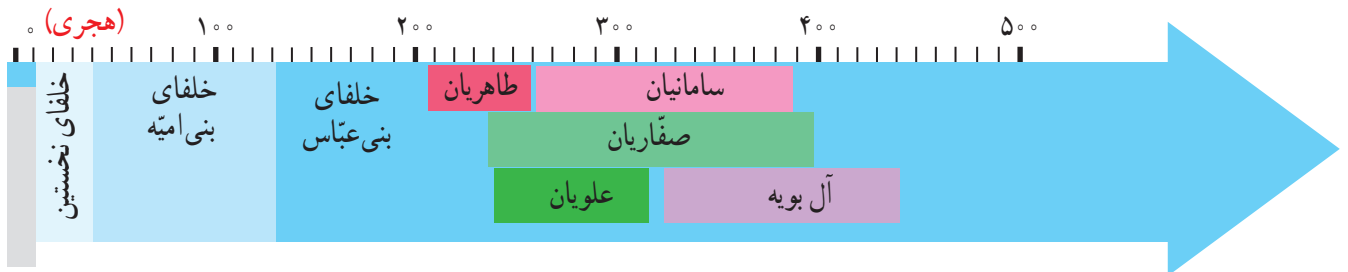 ۰ (هجری) ۱۰۰ ۲۰۰ ۳۰۰ ۴۰۰ ۵۰۰
خلفای نخستین
خلفای
بنی‌امیّه
خلفای
بنی‌عبّاس
طاهریان
سامانیان
صفّاریان
علویان
آل بویه